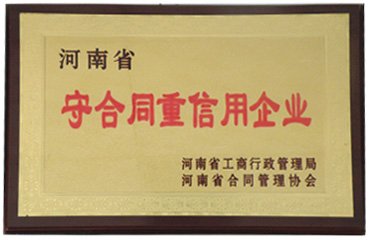 河南省
守合同重信用企业
河南省工商行政管理局
河南省合同管理协会